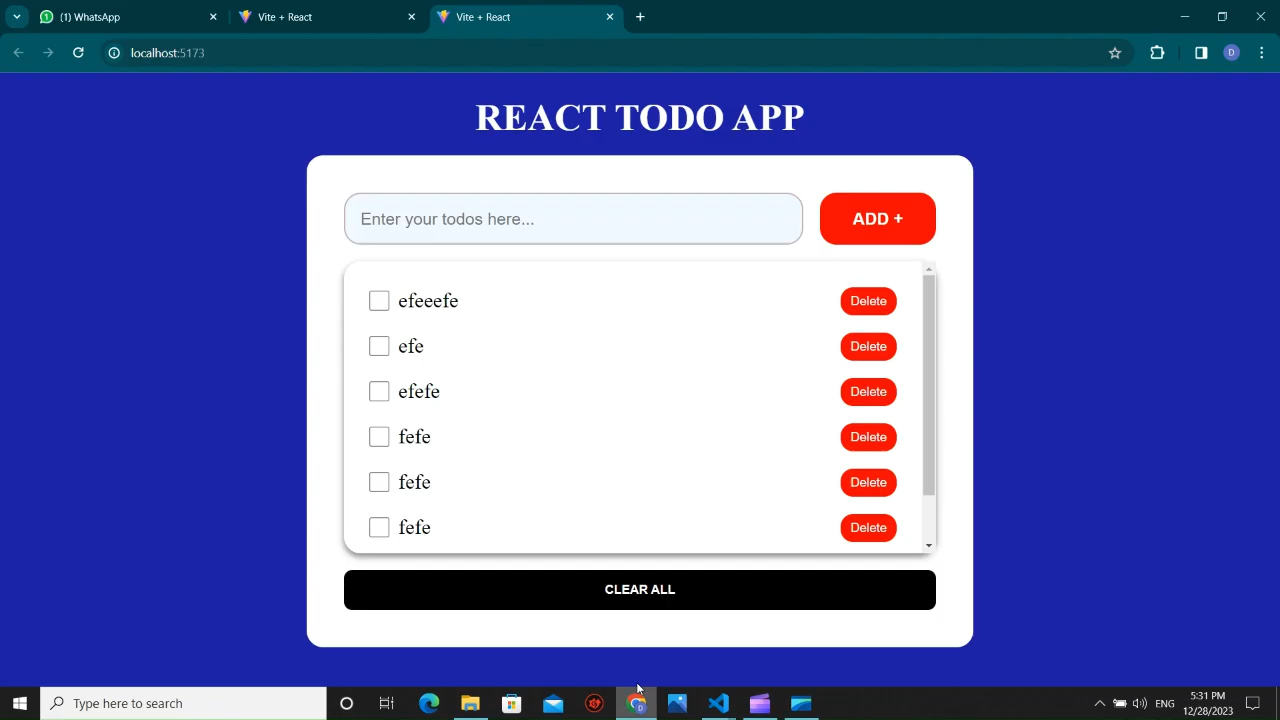 (1) WhatsApp
Vite + React
Vite + React
localhost:5173
D
REACT TODO APP
Enter your todos here...
ADD +
efeeefe
Delete
efe
Delete
efefe
Delete
fefe
Delete
fefe
Delete
fefe
Delete
CLEAR ALL
Type here to search
D
ENG
5:31 PM
12/28/2023